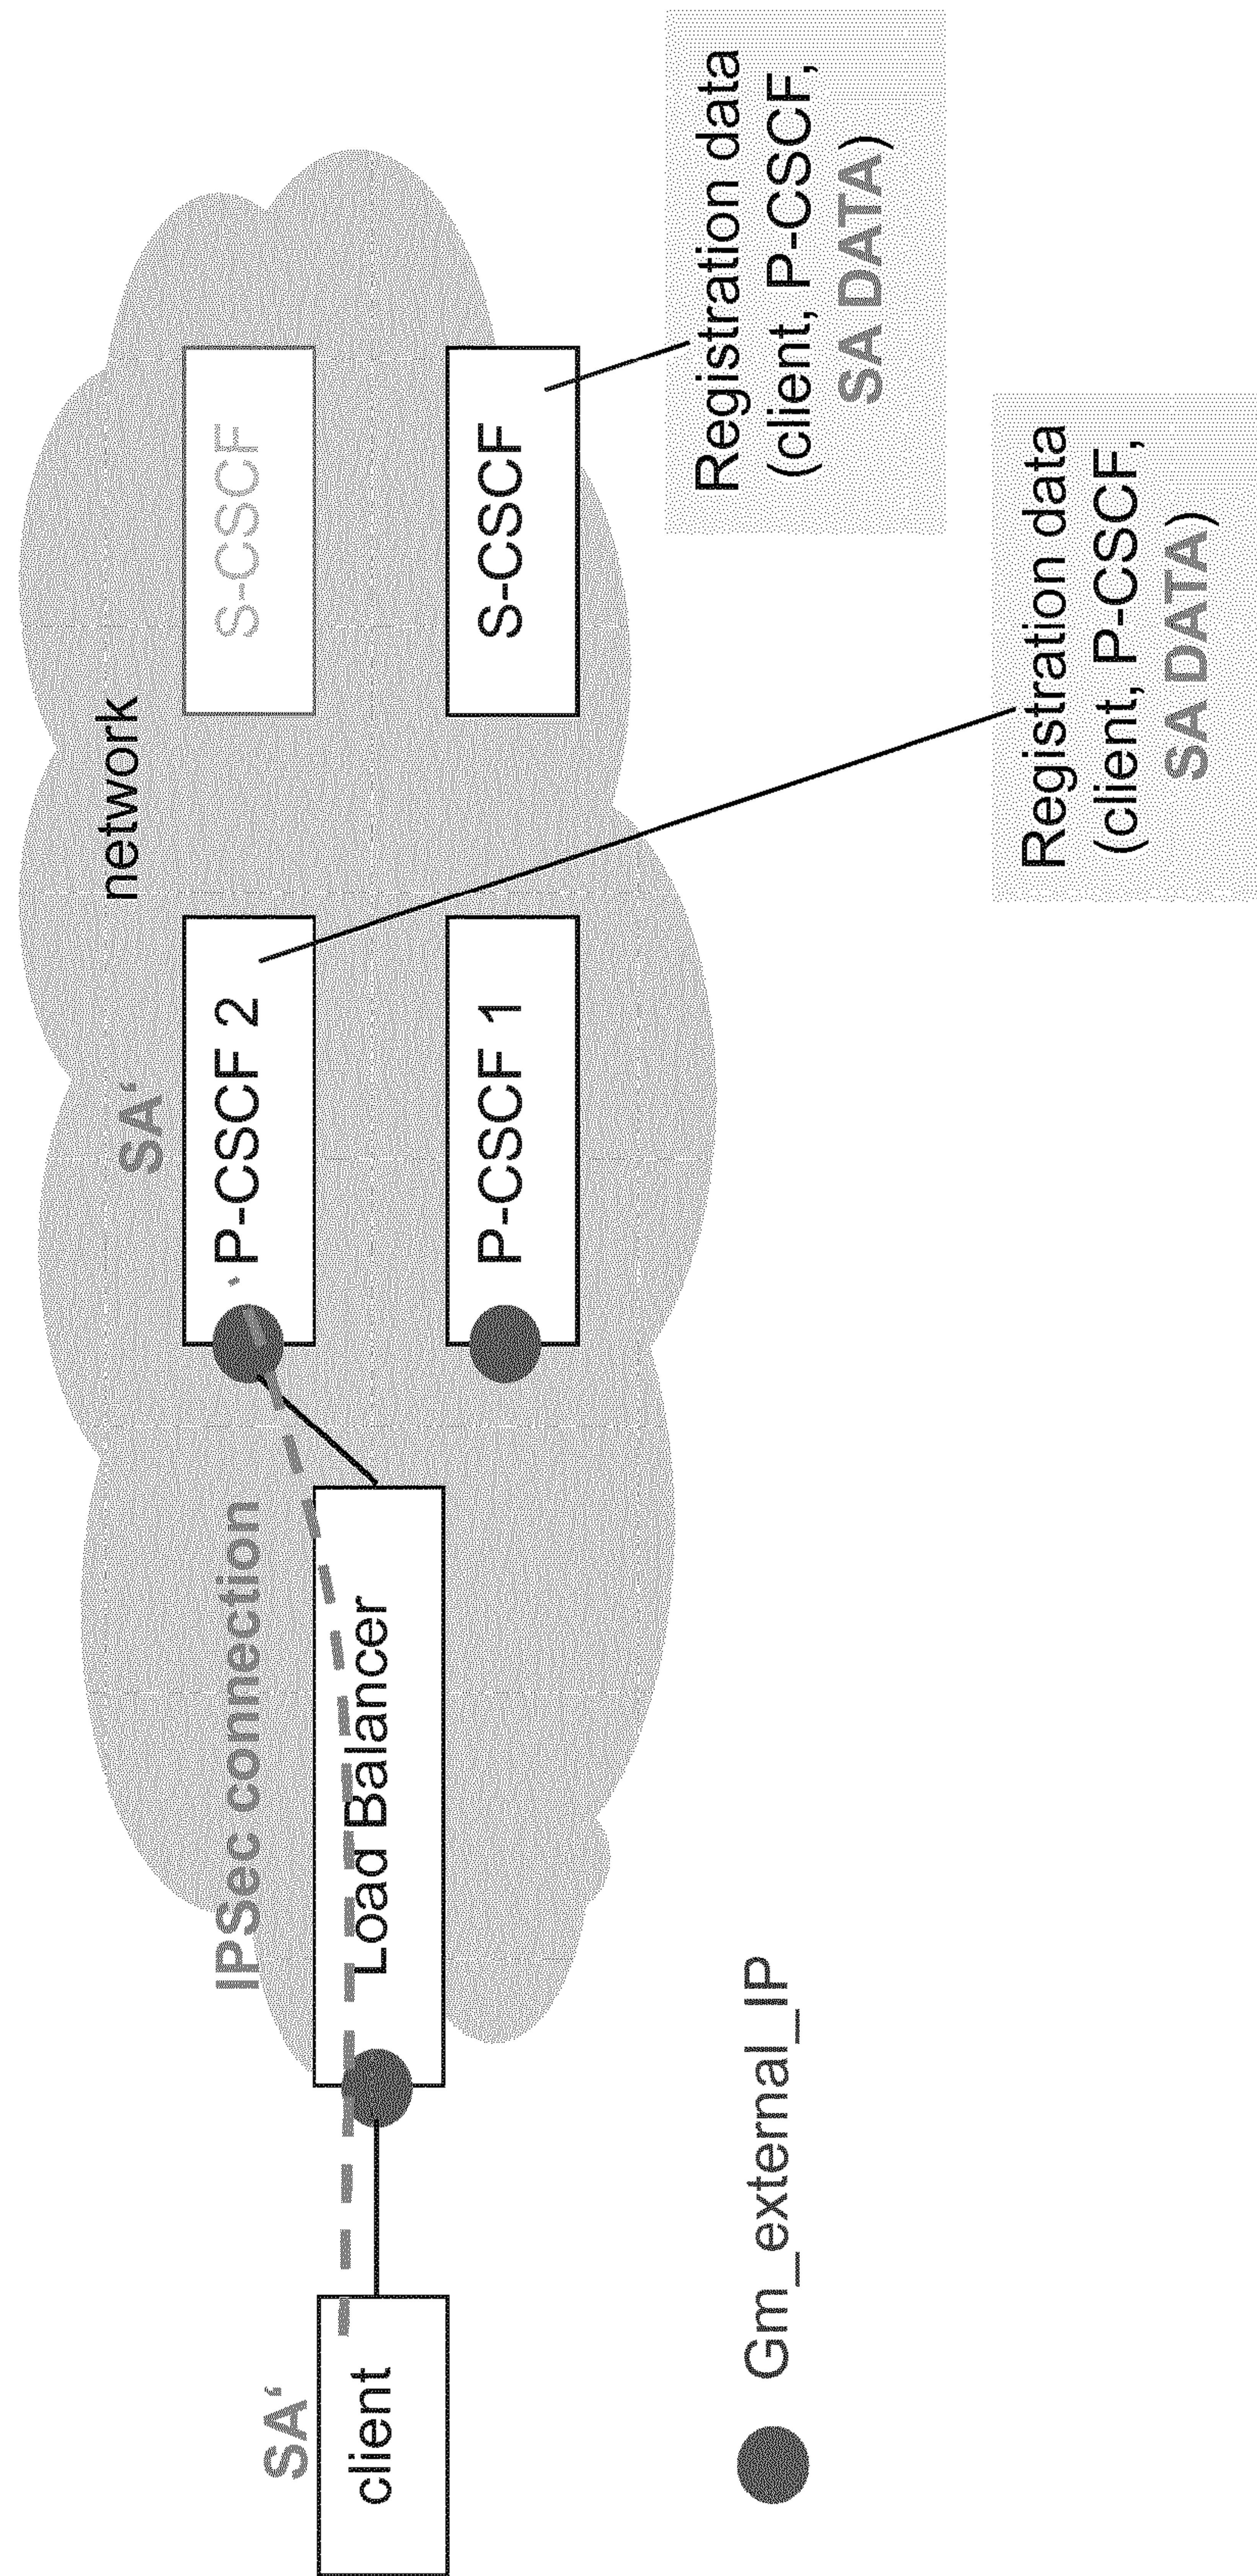 network
SA‘
IPSec connection
SA‘
P-CSCF 2
S-CSCF
client
Load Balancer
P-CSCF 1
S-CSCF
Registration data
(client, P-CSCF,
SA DATA)
Gm_external_IP
Registration data
(client, P-CSCF,
SA DATA)